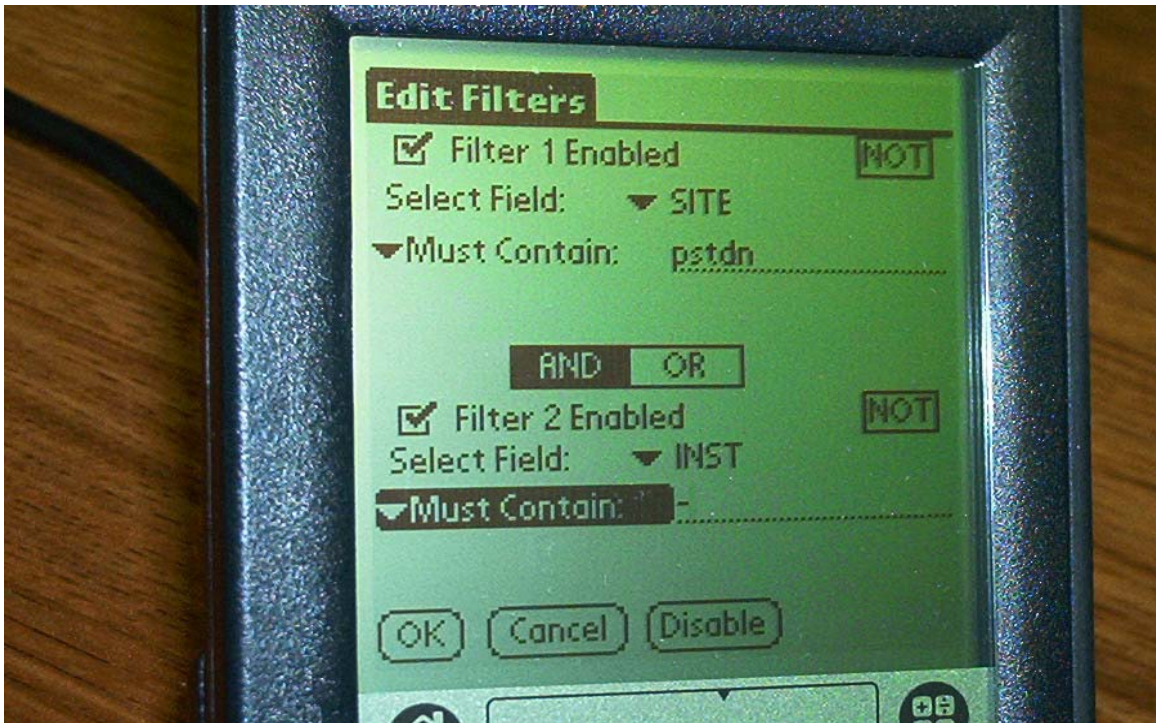 Edit Filters
Filter 1 Enabled NOT
Select Field: SITE
Must Contain: pstdn
AND OR
Filter 2 Enabled NOT
Select Field: INST
Must Contain: -
OK Cancel Disable